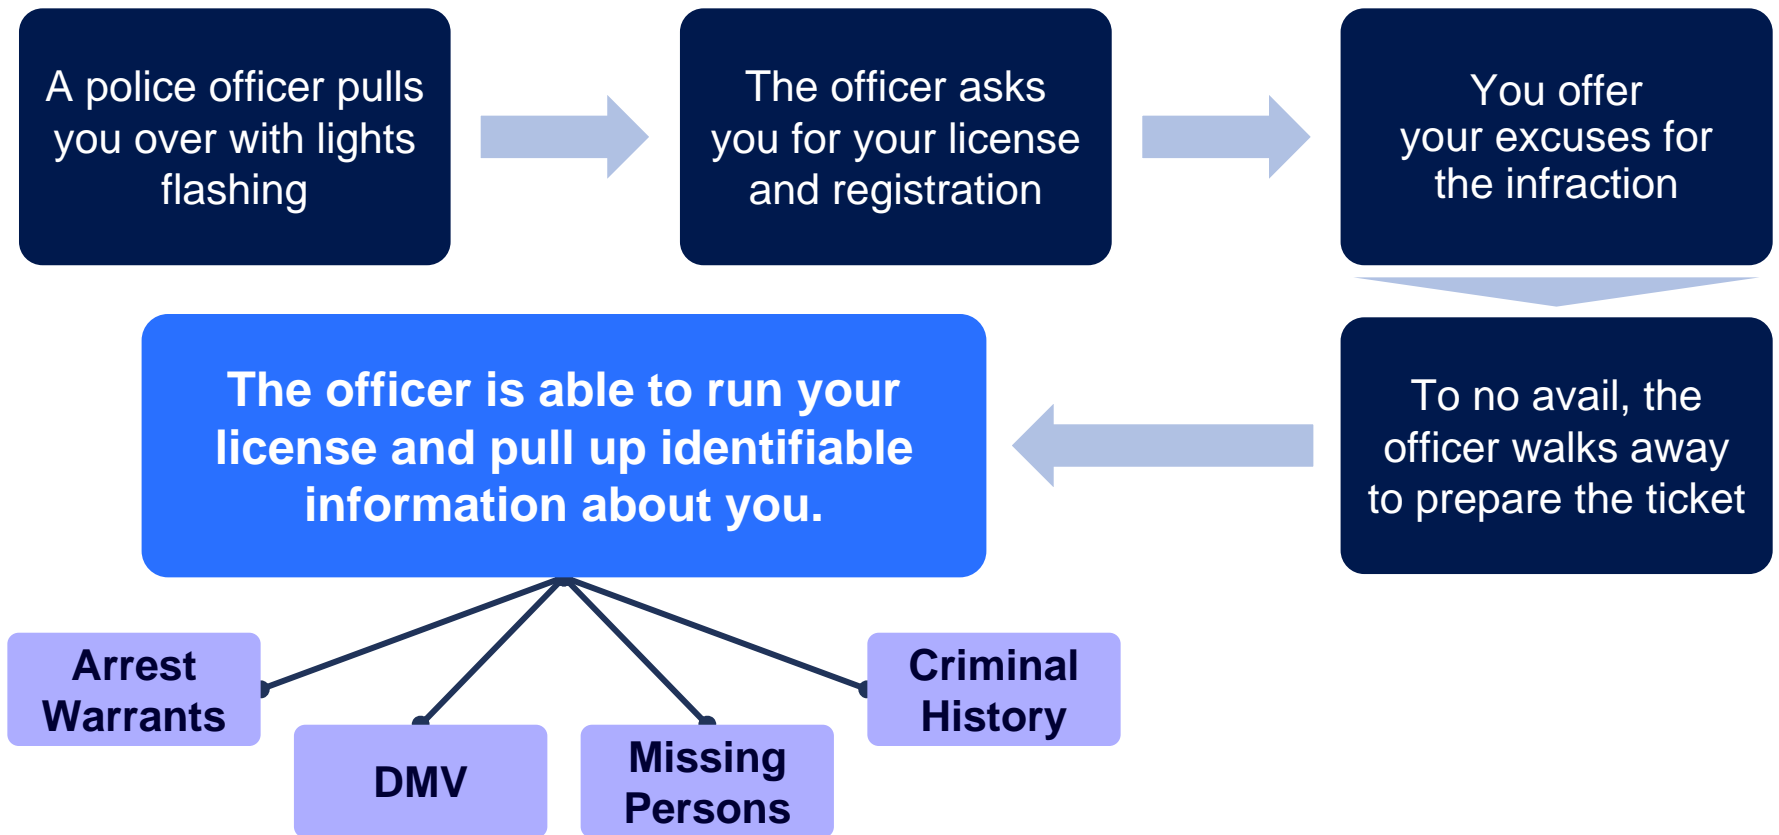 A police officer pulls
you over with lights
flashing
The officer asks
you for your license
and registration
You offer
your excuses for
the infraction
To no avail, the
officer walks away
to prepare the ticket
The officer is able to run your
license and pull up identifiable
information about you.
Arrest
Warrants
DMV
Missing
Persons
Criminal
History